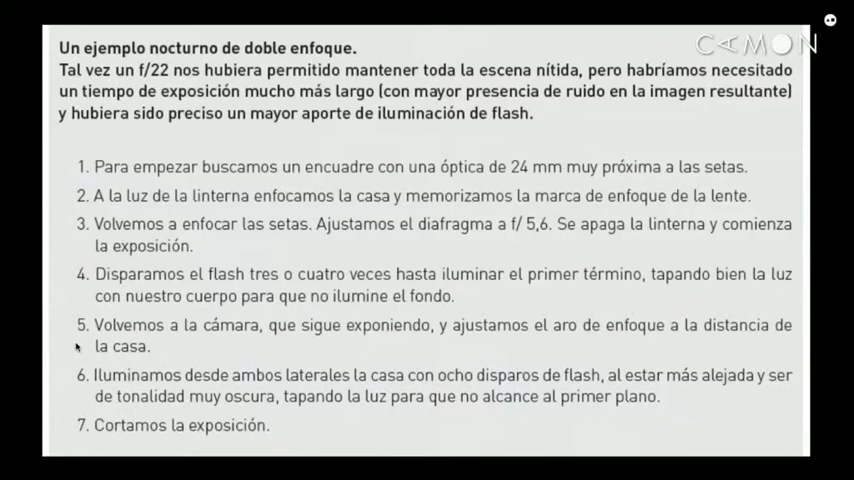 CAMON
Un ejemplo nocturno de doble enfoque.
Tal vez un f/22 nos hubiera permitido mantener toda la escena nítida, pero habríamos necesitado
un tiempo de exposición mucho más largo (con mayor presencia de ruido en la imagen resultante)
y hubiera sido preciso un mayor aporte de iluminación de flash.
1. Para empezar buscamos un encuadre con una óptica de 24 mm muy próxima a las setas.
2. A la luz de la linterna enfocamos la casa y memorizamos la marca de enfoque de la lente.
3. Volvemos a enfocar las setas. Ajustamos el diafragma a f/ 5,6. Se apaga la linterna y comienza
la exposición.
4. Disparamos el flash tres o cuatro veces hasta iluminar el primer término, tapando bien la luz
con nuestro cuerpo para que no ilumine el fondo.
5. Volvemos a la cámara, que sigue exponiendo, y ajustamos el aro de enfoque a la distancia de
la casa.
6. Iluminamos desde ambos laterales la casa con ocho disparos de flash, al estar más alejada y ser
de tonalidad muy oscura, tapando la luz para que no alcance al primer plano.
7. Cortamos la exposición.